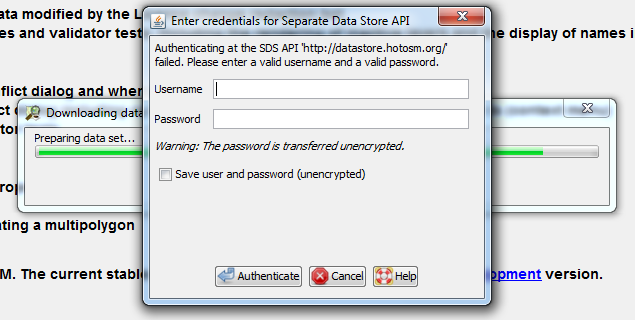 ata modified by the L
Enter credentials for Separate Data Store API
es and validator test
the display of names i
Authenticating at the SDS API 'http://datastore.hotosm.org/'
failed. Please enter a valid username and a valid password.
Username
flict dialog and wher
Downloading data
ct
Password
tor
Preparing data set...
Warning: The password is transferred unencrypted.
Save user and password (unencrypted)
rop
ating a multipolygon
M. The current stabl
opment version.
Authenticate Cancel Help